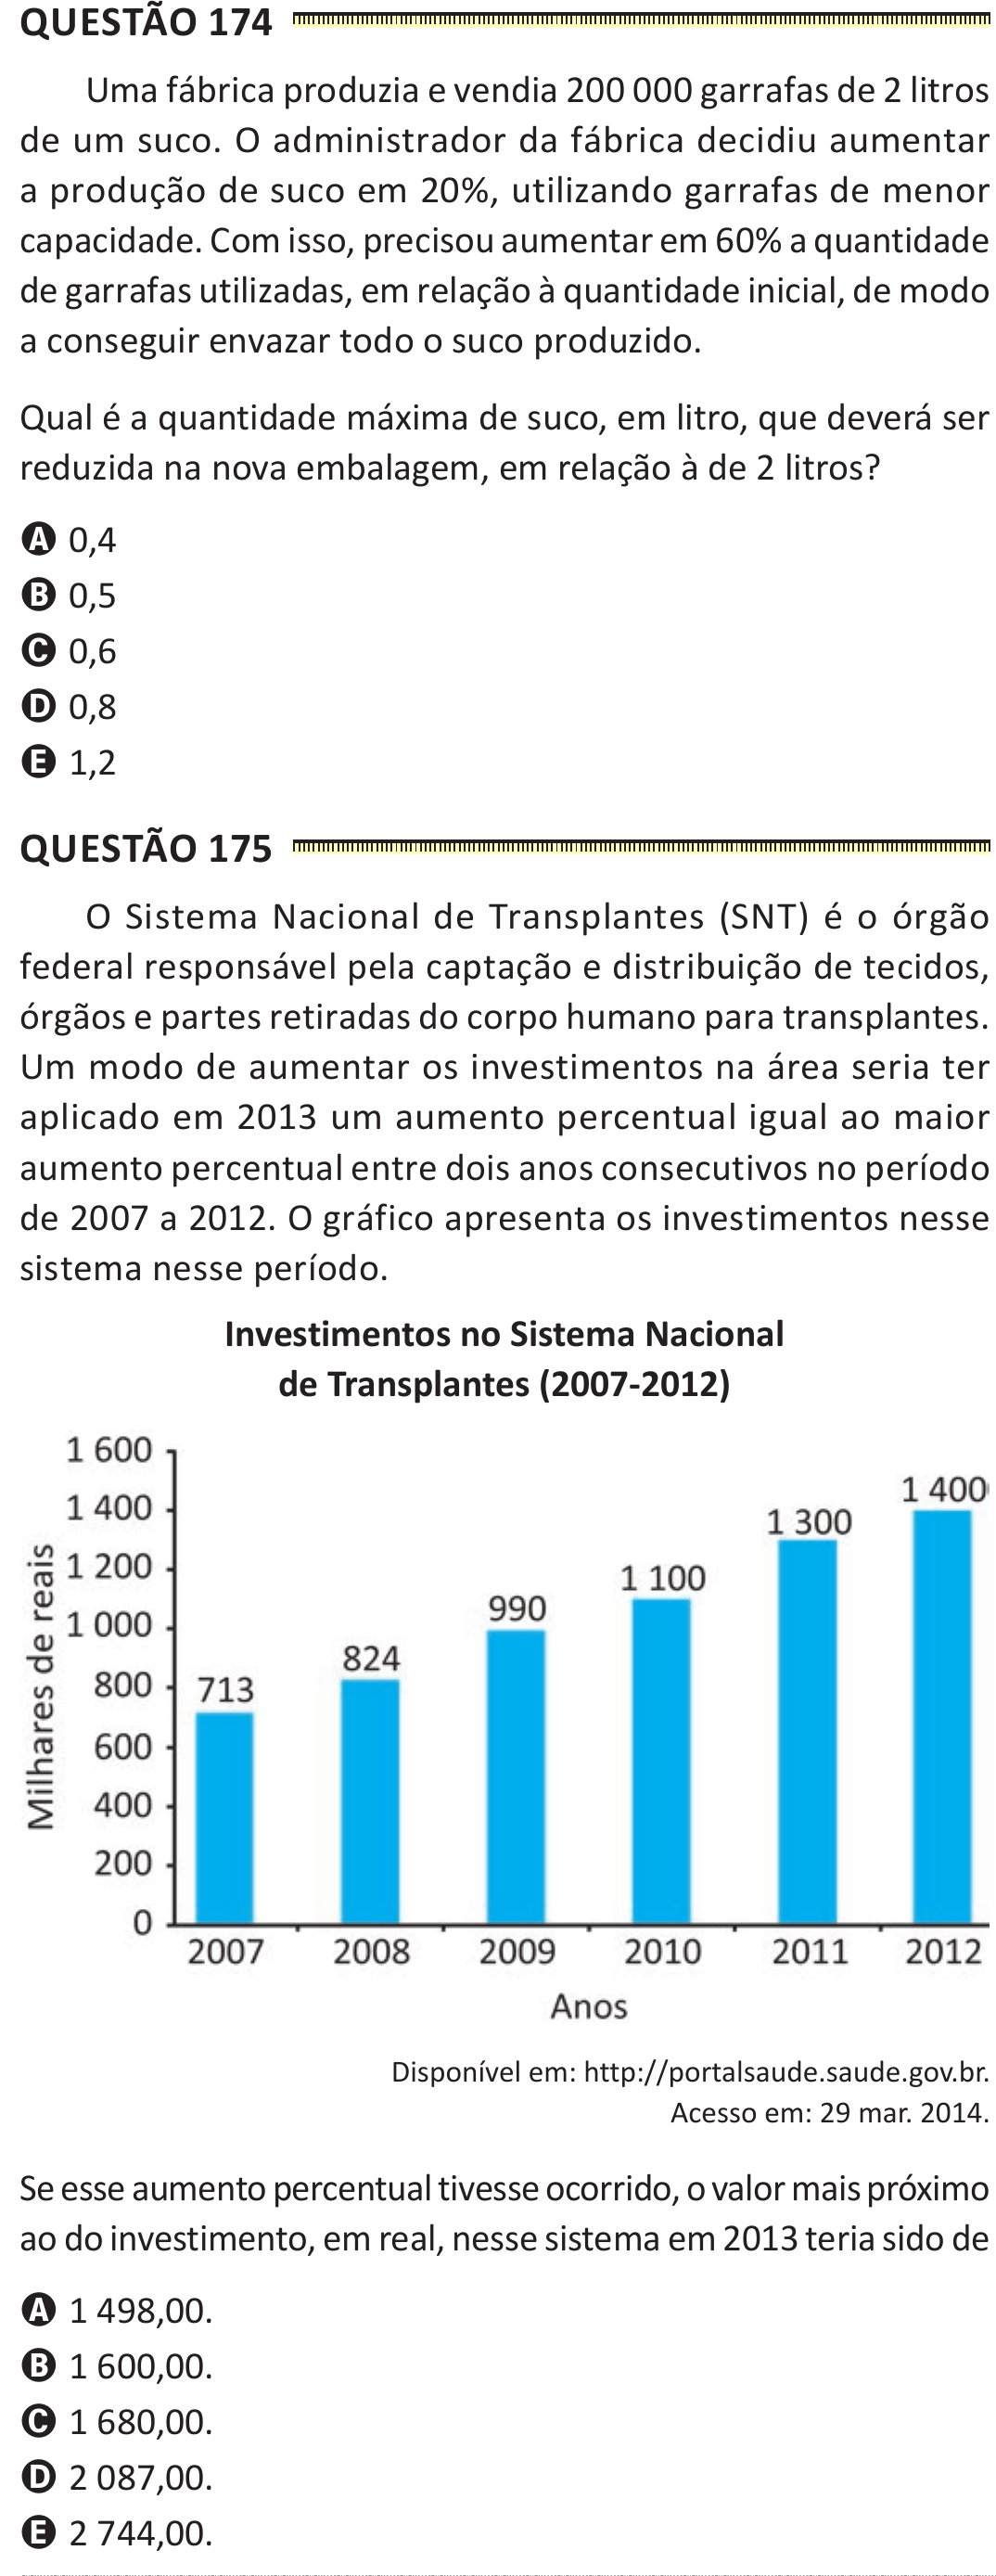 QUESTÃO 174
Uma fábrica produzia e vendia 200 000 garrafas de 2 litros
de um suco. O administrador da fábrica decidiu aumentar
a produção de suco em 20%, utilizando garrafas de menor
capacidade. Com isso, precisou aumentar em 60% a quantidade
de garrafas utilizadas, em relação à quantidade inicial, de modo
a conseguir envazar todo o suco produzido.
Qual é a quantidade máxima de suco, em litro, que deverá ser
reduzida na nova embalagem, em relação à de 2 litros?
A 0,4
B 0,5
C 0,6
D 0,8
E 1,2
QUESTÃO 175
O Sistema Nacional de Transplantes (SNT) é o órgão
federal responsável pela captação e distribuição de tecidos,
órgãos e partes retiradas do corpo humano para transplantes.
Um modo de aumentar os investimentos na área seria ter
aplicado em 2013 um aumento percentual igual ao maior
aumento percentual entre dois anos consecutivos no período
de 2007 a 2012. O gráfico apresenta os investimentos nesse
sistema nesse período.
Investimentos no Sistema Nacional
de Transplantes (2007-2012)
Milhares de reais
1 600
1 400
1 200
1 000
800
600
400
200
0
713
824
990
1 100
1 300
1 400
2007 2008 2009 2010 2011 2012
Anos
Disponível em: http://portalsaude.saude.gov.br.
Acesso em: 29 mar. 2014.
Se esse aumento percentual tivesse ocorrido, o valor mais próximo
ao do investimento, em real, nesse sistema em 2013 teria sido de
A 1 498,00.
B 1 600,00.
C 1 680,00.
D 2 087,00.
E 2 744,00.